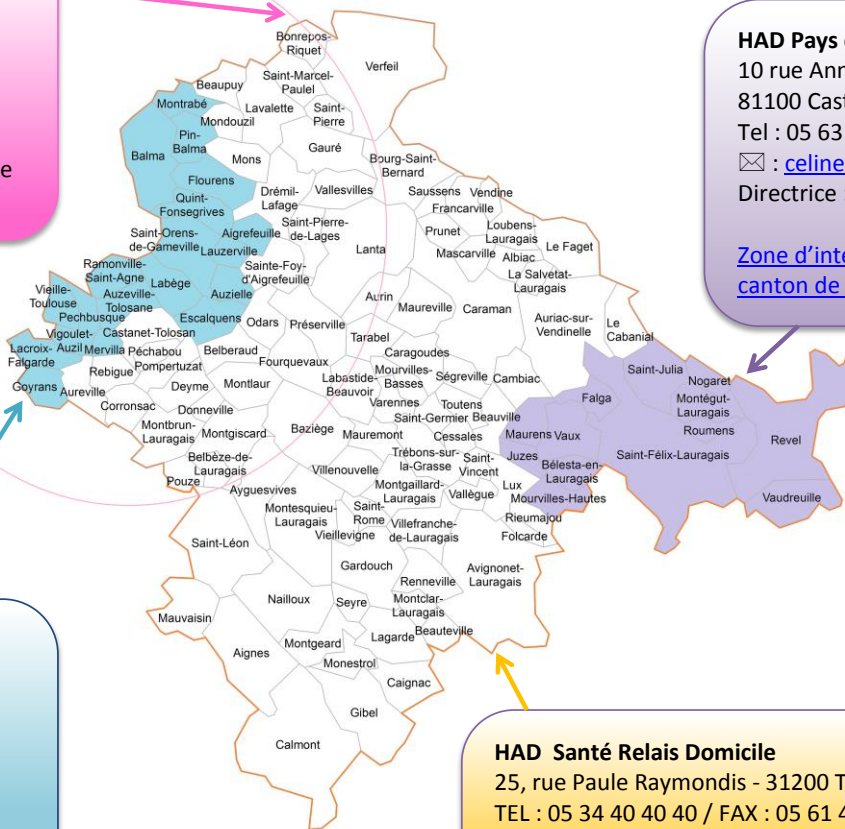 e
HAD Pays
10 rue Ann
81100 Cast
Tel : 05 63
✉ : celine
Directrice :
Zone d'inte
canton de
Bonrepos-
Riquet
Verfeil
Saint-Marcel-
Paulel
Beaupuy
Montrabé
Lavalette
Saint-
Pierre
Mondouzil
Pin-
Balma
Gauré
Balma
Mons
Bourg-Saint-
Bernard
Flourens
Drémil-
Lafage
Vallesvilles
Saussens
Vendine
Quint-
Fonsegrives
Francarville
Saint-Orens-
de-Gameville
Aigrefeuille
Saint-Pierre-
de-Lages
Prunet
Loubens-
Lauragais
Lauzerville
Lanta
Mascarville
Albiac
Le Faget
Ramonville-
Saint-Agne
Labège
Sainte-Foy-
d'Aigrefeuille
La Salvetat-
Lauragais
Vieille-
Toulouse
Auzeville-
Tolosane
Auzielle
Aurin
Maureville
Caraman
Pechbusque
Escalquens
Odars
Préserville
Auriac-sur-
Vendinelle
Le
Cabanial
Vigoulet-
Auzil
Castanet-Tolosan
Tarabel
Lacroix-
Falgarde
Mervilla
Péchabou
Belberaud
Caragoudes
Rebigue
Pompertuzat
Fourquevaux
Mourvilles-
Basses
Ségreville
Cambiac
Saint-Julia
Nogaret
Goyrans
Aureville
Deyme
Montlaur
Labastide-
Beauvoir
Varennes
Toutens
Falga
Montégut-
Lauragais
Corronsac
Donneville
Saint-Germier
Beauville
Montbrun-
Lauragais
Montgiscard
Baziège
Mauremont
Cessales
Maurens
Vaux
Roumens
Revel
Belbèze-de-
Lauragais
Trébons-sur-
la-Grasse
Saint-
Vincent
Juzes
Saint-Félix-Lauragais
Villenouvelle
Bélesta-en-
Lauragais
Pouze
Ayguesvives
Montgaillard-
Lauragais
Vallègue
Lux
Mourvilles-Hautes
Vaudreuille
Montesquieu-
Lauragais
Saint-
Rome
Rieumajou
Vieillevigne
Villefranche-
de-Lauragais
Folcarde
Saint-Léon
Gardouch
Avignonet-
Lauragais
Renneville
Nailloux
Seyre
Montclar-
Lauragais
Mauvaisin
Lagarde
Beauteville
Aignes
Montgeard
Monestrol
Caignac
Gibel
Calmont
HAD Santé Relais Domicile
25, rue Paule Raymondis - 31200 T
TEL : 05 34 40 40 40 / FAX : 05 61 4